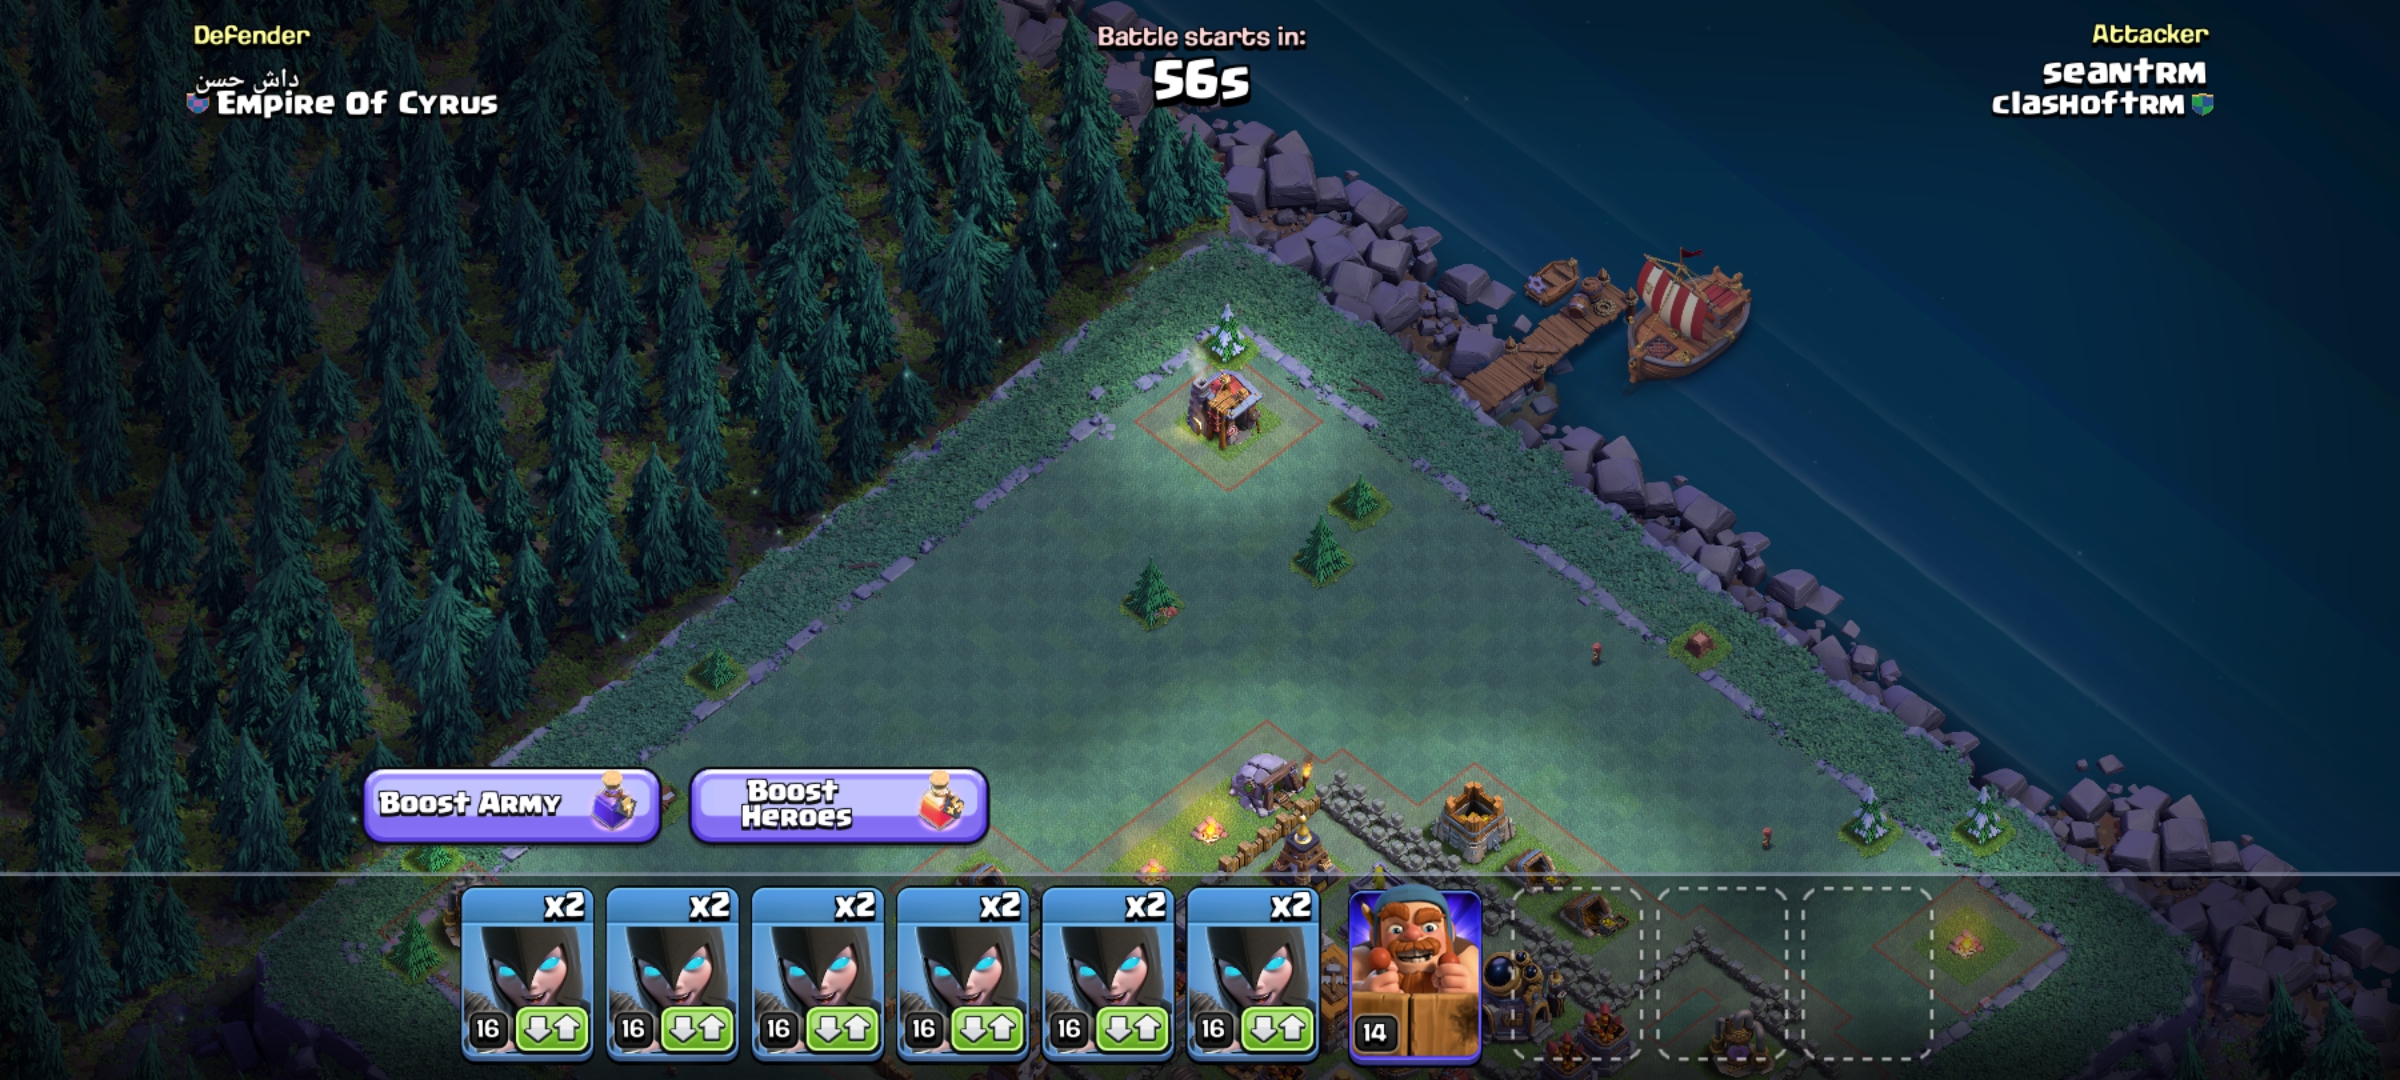 Defender
داش حسن
Empire Of Cyrus
Battle starts in:
56s
Attacker
seantRM
clashoftRM
Boost Army
Boost
Heroes
x2 x2 x2 x2 x2 x2
16 16 16 16 16 16 14